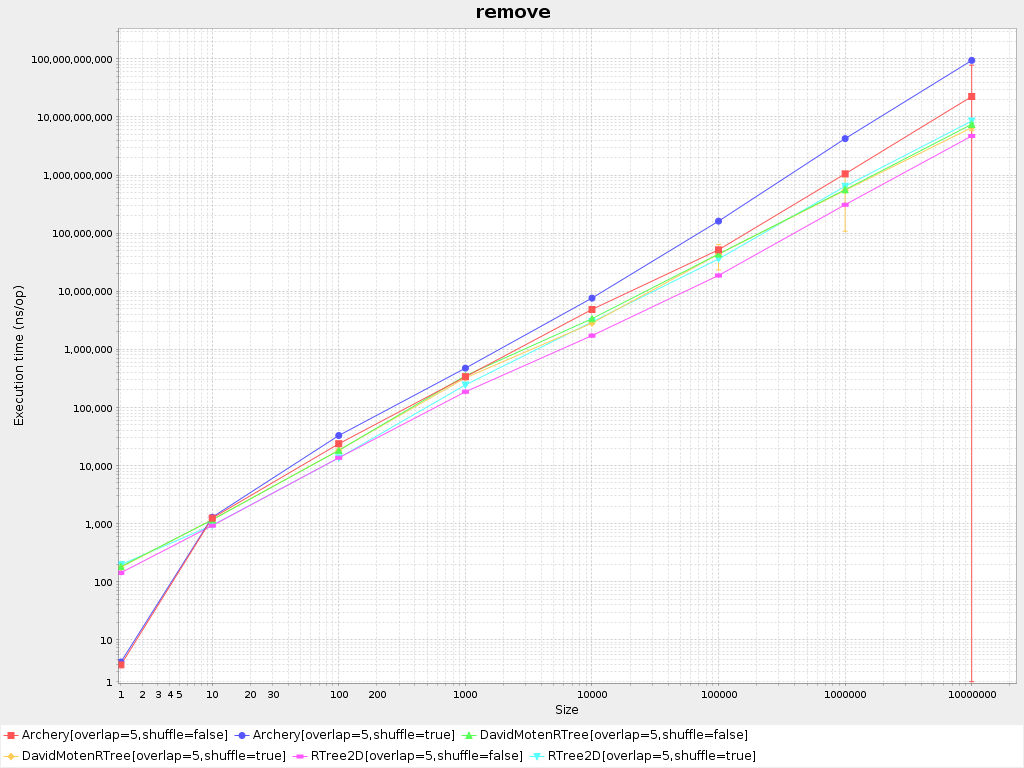 remove
Execution time (ns/op)
100,000,000,000
10,000,000,000
1,000,000,000
100,000,000
10,000,000
1,000,000
100,000
10,000
1,000
100
10
1
1 2 3 4 5 10 20 30 100 200 1000 10000 100000 1000000 10000000
Size
Archery[overlap=5,shuffle=false] Archery[overlap=5,shuffle=true] DavidMotenRTree[overlap=5,shuffle=false]
DavidMotenRTree[overlap=5,shuffle=true] RTree2D[overlap=5,shuffle=false] RTree2D[overlap=5,shuffle=true]